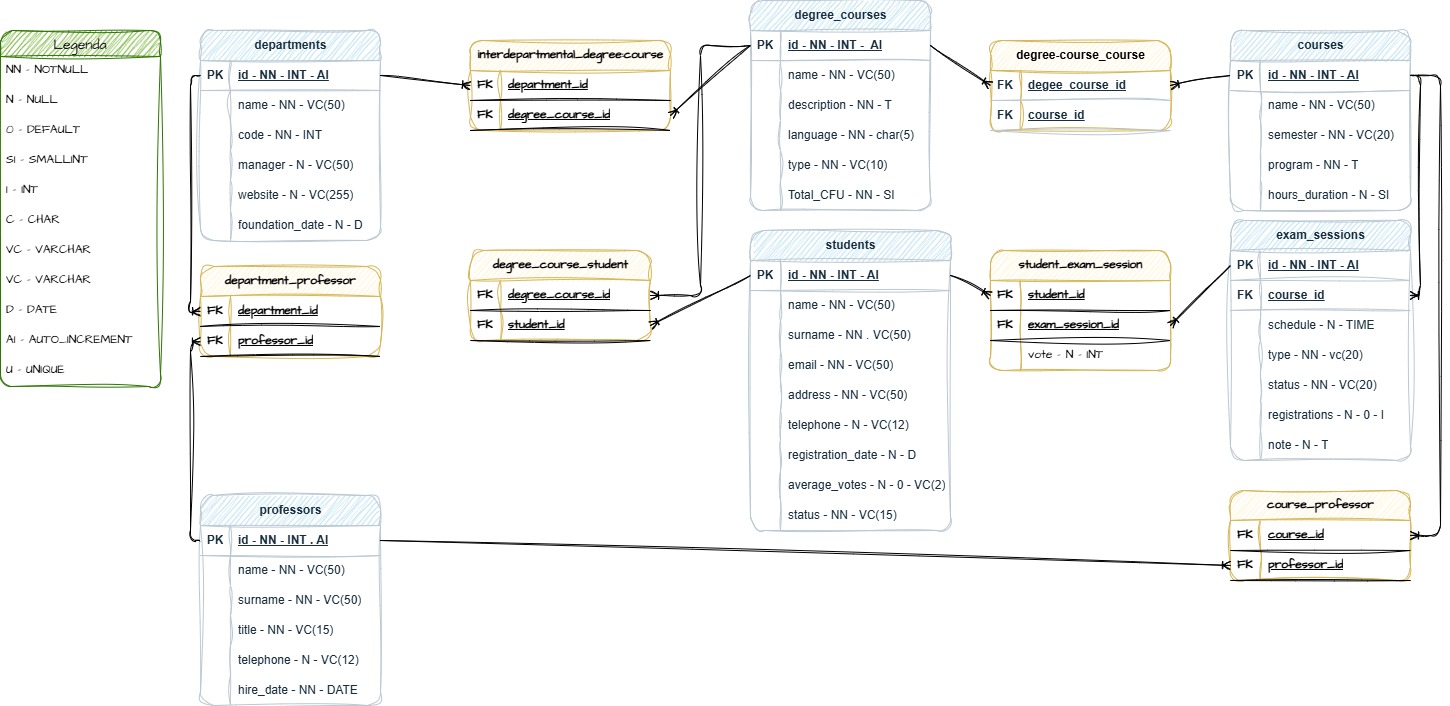 Legenda
NN - NOTNULL
N - NULL
0 - DEFAULT
SI - SMALLINT
I - INT
C - CHAR
VC - VARCHAR
VC - VARCHAR
D - DATE
AI - AUTO_INCREMENT
U - UNIQUE
departments
PK id - NN - INT - AI
name - NN - VC(50)
code - NN - INT
manager - N - VC(50)
website - N - VC(255)
foundation_date - N - D
department_professor
FK department_id
FK professor_id
professors
PK id - NN - INT . AI
name - NN - VC(50)
surname - NN - VC(50)
title - NN - VC(15)
telephone - N - VC(12)
hire_date - NN - DATE
interdepartmental_degree-course
FK department_id
FK degree_course_id
degree_course_student
FK degree_course_id
FK student_id
degree_courses
PK id - NN - INT - AI
name - NN - VC(50)
description - NN - T
language - NN - char(5)
type - NN - VC(10)
Total_CFU - NN - SI
students
PK id - NN - INT - AI
name - NN - VC(50)
surname - NN . VC(50)
email - NN - VC(50)
address - NN - VC(50)
telephone - N - VC(12)
registration_date - N - D
average_votes - N - 0 - VC(2)
status - NN - VC(15)
degree-course_course
FK degee_course_id
FK course_id
student_exam_session
FK student_id
FK exam_session_id
vote - N - INT
courses
PK id - NN - INT - AI
name - NN - VC(50)
semester - NN - VC(20)
program - NN - T
hours_duration - N - SI
exam_sessions
PK id - NN - INT - AI
FK course_id
schedule - N - TIME
type - NN - vc(20)
status - NN - VC(20)
registrations - N - 0 - I
note - N - T
course_professor
FK course_id
FK professor_id